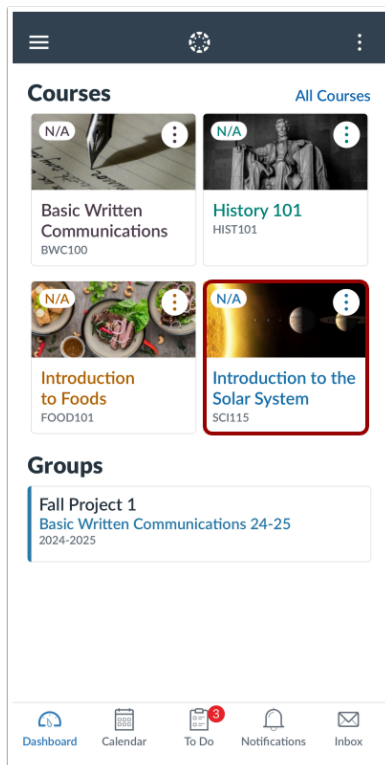 Courses
All Courses
N/A
N/A
Basic Written
Communications
BWC100
History 101
HIST101
N/A
N/A
Introduction
to Foods
FOOD101
Introduction to the
Solar System
SCI115
Groups
Fall Project 1
Basic Written Communications 24-25
2024-2025
3
Dashboard
Calendar
To Do
Notifications
Inbox